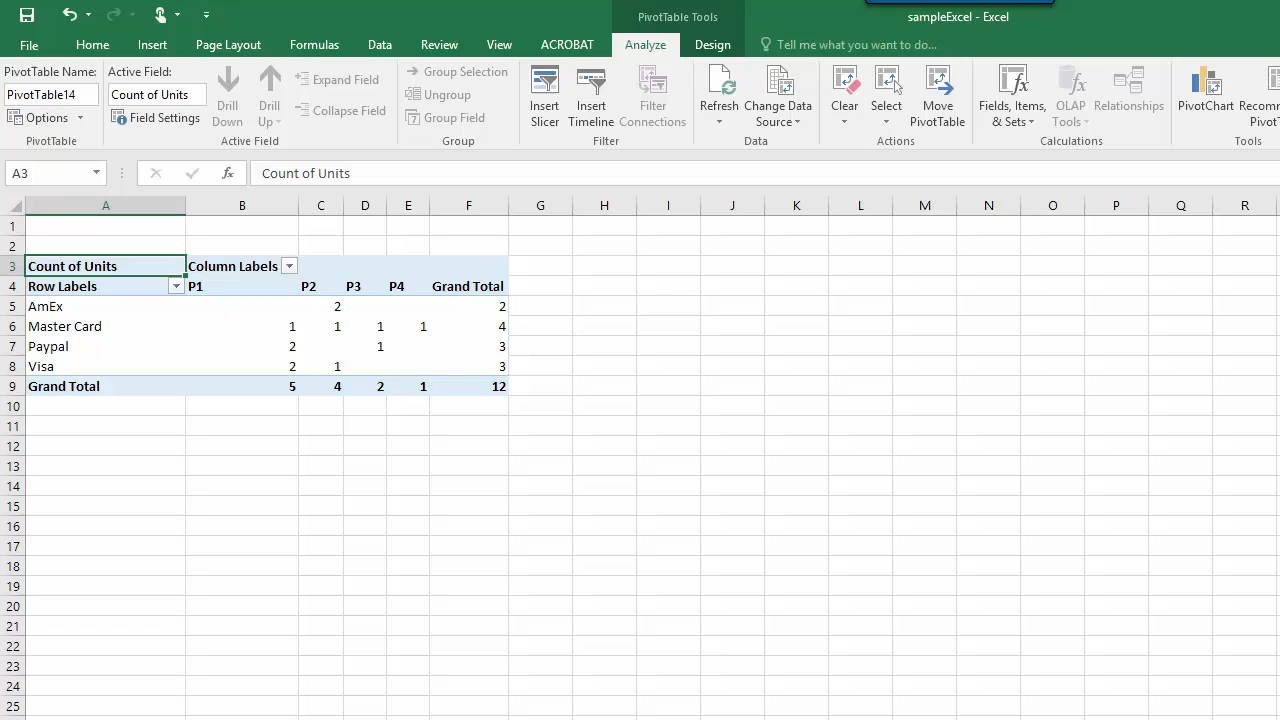 sampleExcel - Excel
PivotTable Tools
File Home Insert Page Layout Formulas Data Review View ACROBAT Analyze Design Tell me what you want to do...
PivotTable Name:
PivotTable14
Options
PivotTable
Active Field:
Count of Units
Field Settings
Drill Down
Drill Up
Expand Field
Collapse Field
Active Field
Group Selection
Ungroup
Group Field
Group
Insert Slicer
Insert Timeline
Filter Connections
Filter
Refresh
Change Data Source
Data
Clear
Select
Move PivotTable
Actions
Fields, Items, & Sets
OLAP Tools
Relationships
Calculations
PivotChart
Recom
PivotT
Tools
A3 fx Count of Units
A B C D E F G H I J K L M N O P Q R
1
2
3 Count of Units Column Labels
4 Row Labels P1 P2 P3 P4 Grand Total
5 AmEx 2 2
6 Master Card 1 1 1 1 4
7 Paypal 2 1 3
8 Visa 2 1 3
9 Grand Total 5 4 2 1 12
10
11
12
13
14
15
16
17
18
19
20
21
22
23
24
25